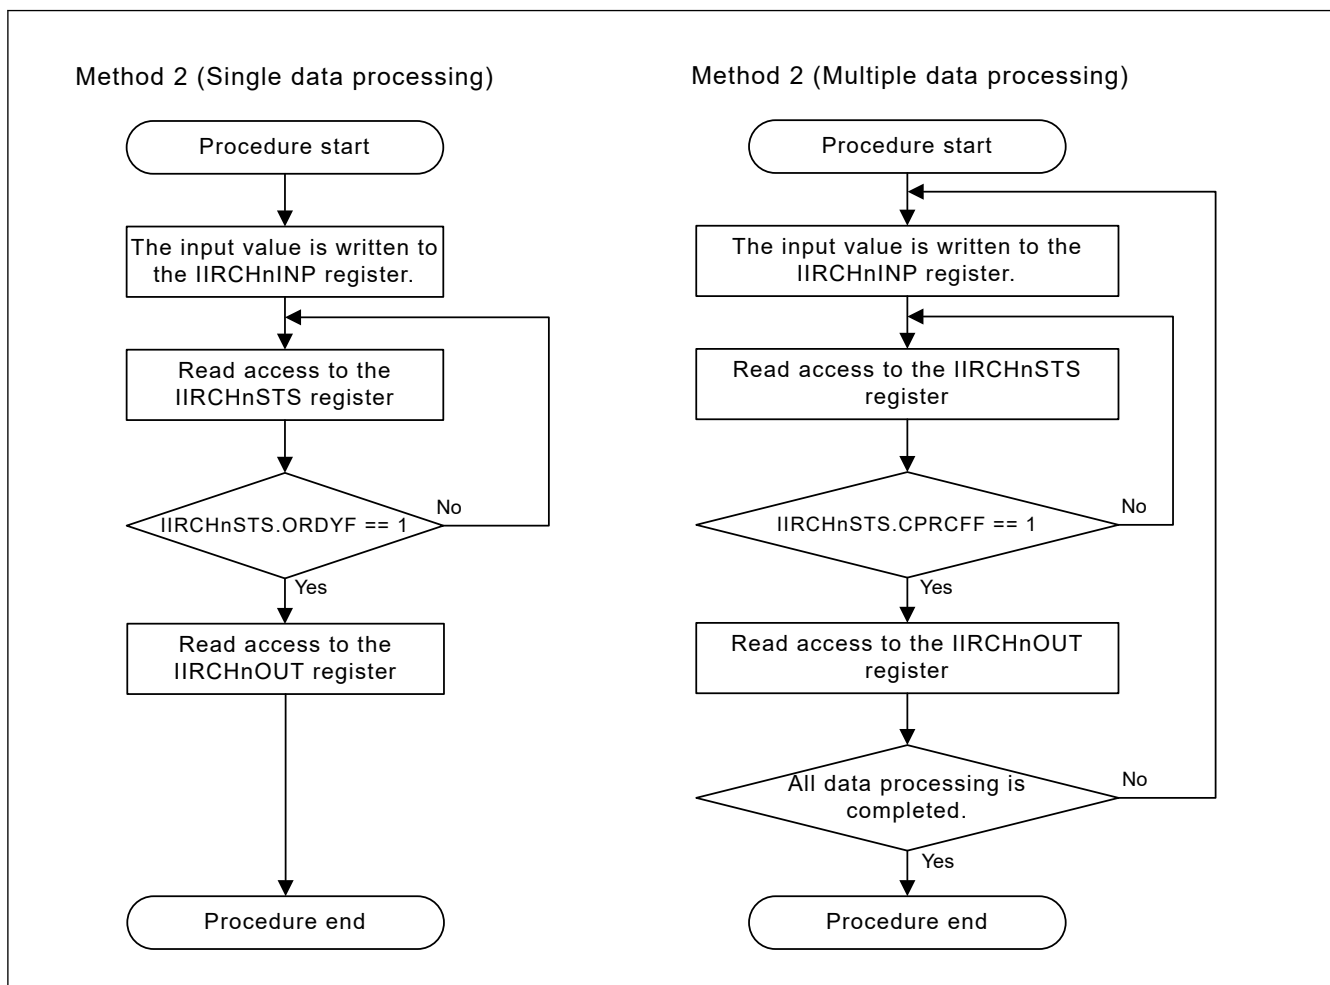 Method 2 (Single data processing)
Procedure start
The input value is written to
the IIRCHnINP register.
Read access to the
IIRCHnSTS register
IIRCHnSTS.ORDYF == 1
No
Yes
Read access to the
IIRCHnOUT register
Procedure end
Method 2 (Multiple data processing)
Procedure start
The input value is written to the
IIRCHnINP register.
Read access to the IIRCHnSTS
register
IIRCHnSTS.CPRCFF == 1
No
Yes
Read access to the IIRCHnOUT
register
All data processing is
completed.
No
Yes
Procedure end